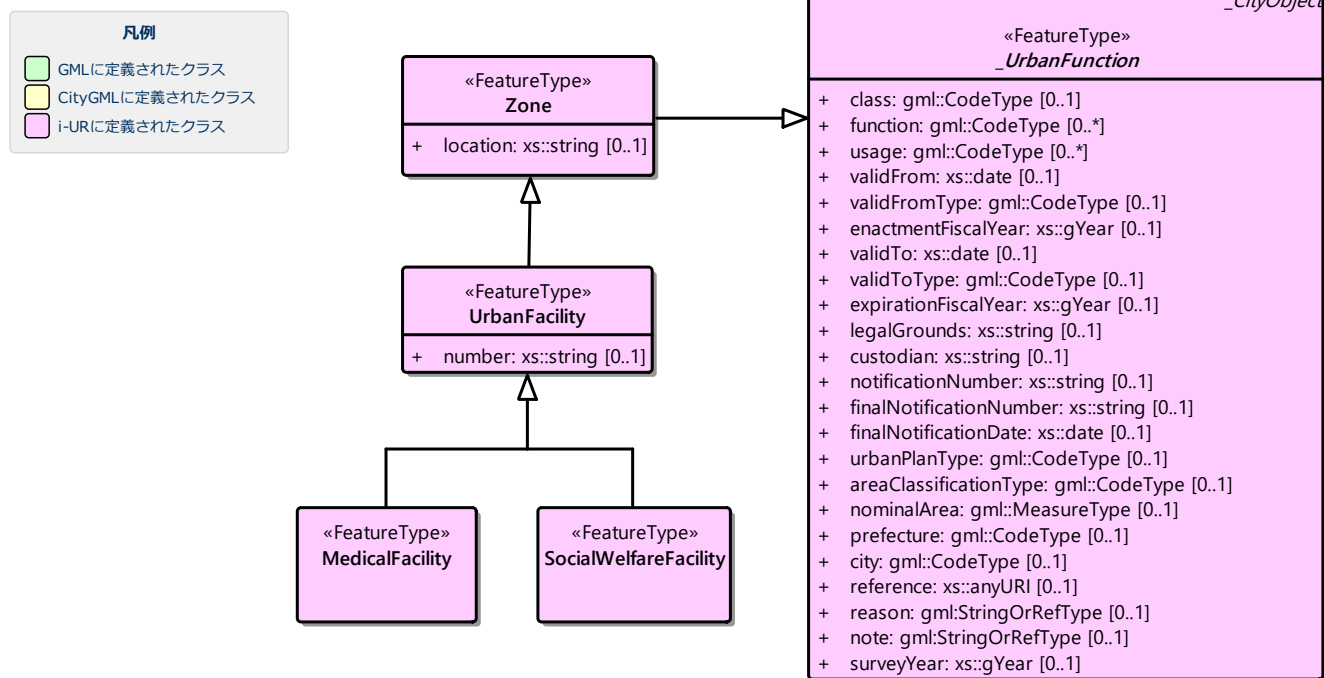 凡例
GMLに定義されたクラス
CityGMLに定義されたクラス
i-URに定義されたクラス
«FeatureType»
Zone
+ location: xs::string [0..1]
«FeatureType»
UrbanFacility
+ number: xs::string [0..1]
«FeatureType»
MedicalFacility
«FeatureType»
SocialWelfareFacility
_CityObject
«FeatureType»
_UrbanFunction
+ class: gml::CodeType [0..1]
+ function: gml::CodeType [0..*]
+ usage: gml::CodeType [0..*]
+ validFrom: xs::date [0..1]
+ validFromType: gml::CodeType [0..1]
+ enactmentFiscalYear: xs::gYear [0..1]
+ validTo: xs::date [0..1]
+ validToType: gml::CodeType [0..1]
+ expirationFiscalYear: xs::gYear [0..1]
+ legalGrounds: xs::string [0..1]
+ custodian: xs::string [0..1]
+ notificationNumber: xs::string [0..1]
+ finalNotificationNumber: xs::string [0..1]
+ finalNotificationDate: xs::date [0..1]
+ urbanPlanType: gml::CodeType [0..1]
+ areaClassificationType: gml::CodeType [0..1]
+ nominalArea: gml::MeasureType [0..1]
+ prefecture: gml::CodeType [0..1]
+ city: gml::CodeType [0..1]
+ reference: xs::anyURI [0..1]
+ reason: gml:StringOrRefType [0..1]
+ note: gml:StringOrRefType [0..1]
+ surveyYear: xs::gYear [0..1]